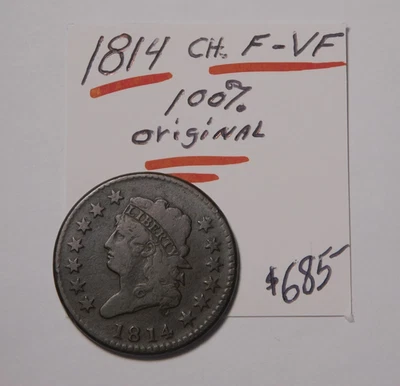 1814 CH. F-VF
100%
original
$685-
LIBERTY
1814